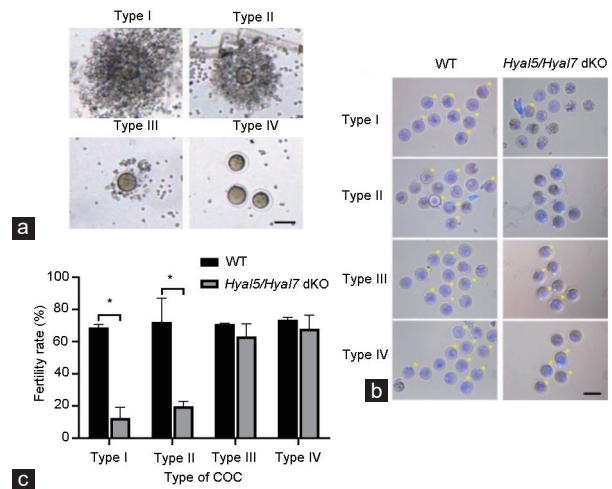 Type I
Type II
Type III
Type IV
a
WT
Hyal5/Hyal7 dKO
Type I
Type II
Type III
Type IV
b
WT
Hyal5/Hyal7 dKO
100
80
60
40
20
0
Fertility rate (%)
*
*
Type I
Type II
Type III
Type IV
Type of COC
c